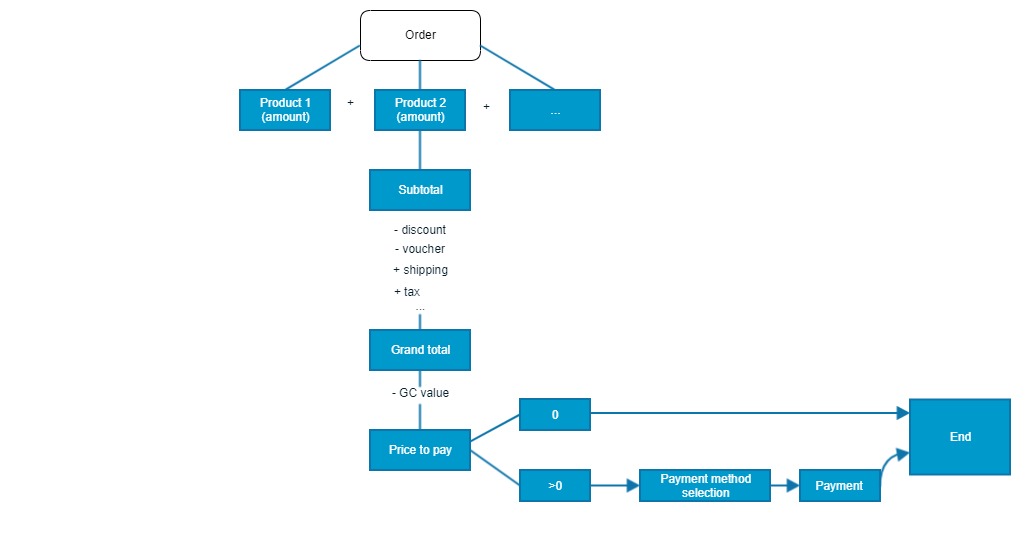 Order
Product 1
(amount)
+
Product 2
(amount)
+
...
Subtotal
- discount
- voucher
+ shipping
+ tax
...
Grand total
- GC value
Price to pay
0
End
>0
Payment method
selection
Payment